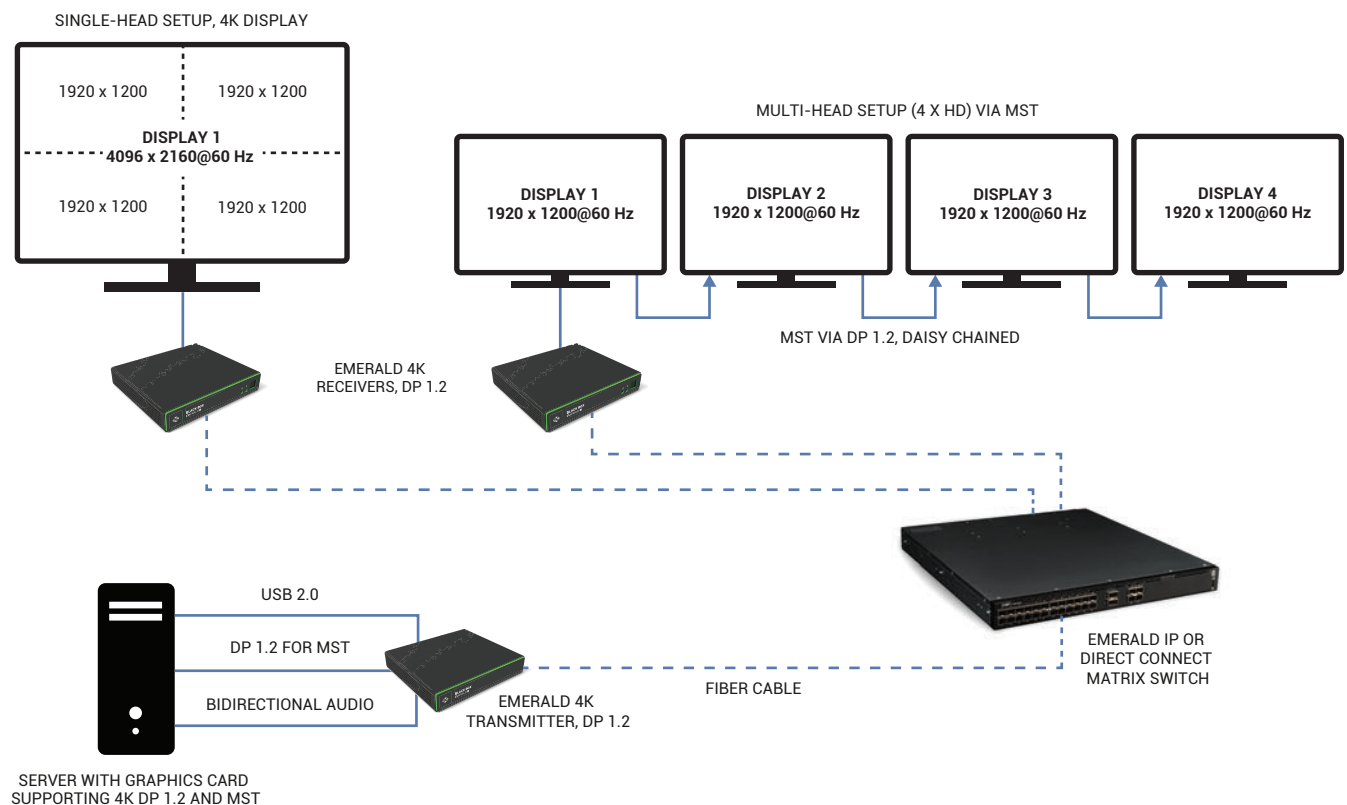 SINGLE-HEAD SETUP, 4K DISPLAY
1920 x 1200
1920 x 1200
DISPLAY 1
4096 x 2160@60 Hz
1920 x 1200
1920 x 1200
MULTI-HEAD SETUP (4 X HD) VIA MST
DISPLAY 1
1920 x 1200@60 Hz
DISPLAY 2
1920 x 1200@60 Hz
DISPLAY 3
1920 x 1200@60 Hz
DISPLAY 4
1920 x 1200@60 Hz
MST VIA DP 1.2, DAISY CHAINED
EMERALD 4K
RECEIVERS, DP 1.2
USB 2.0
DP 1.2 FOR MST
BIDIRECTIONAL AUDIO
EMERALD 4K
TRANSMITTER, DP 1.2
FIBER CABLE
EMERALD IP OR
DIRECT CONNECT
MATRIX SWITCH
SERVER WITH GRAPHICS CARD
SUPPORTING 4K DP 1.2 AND MST